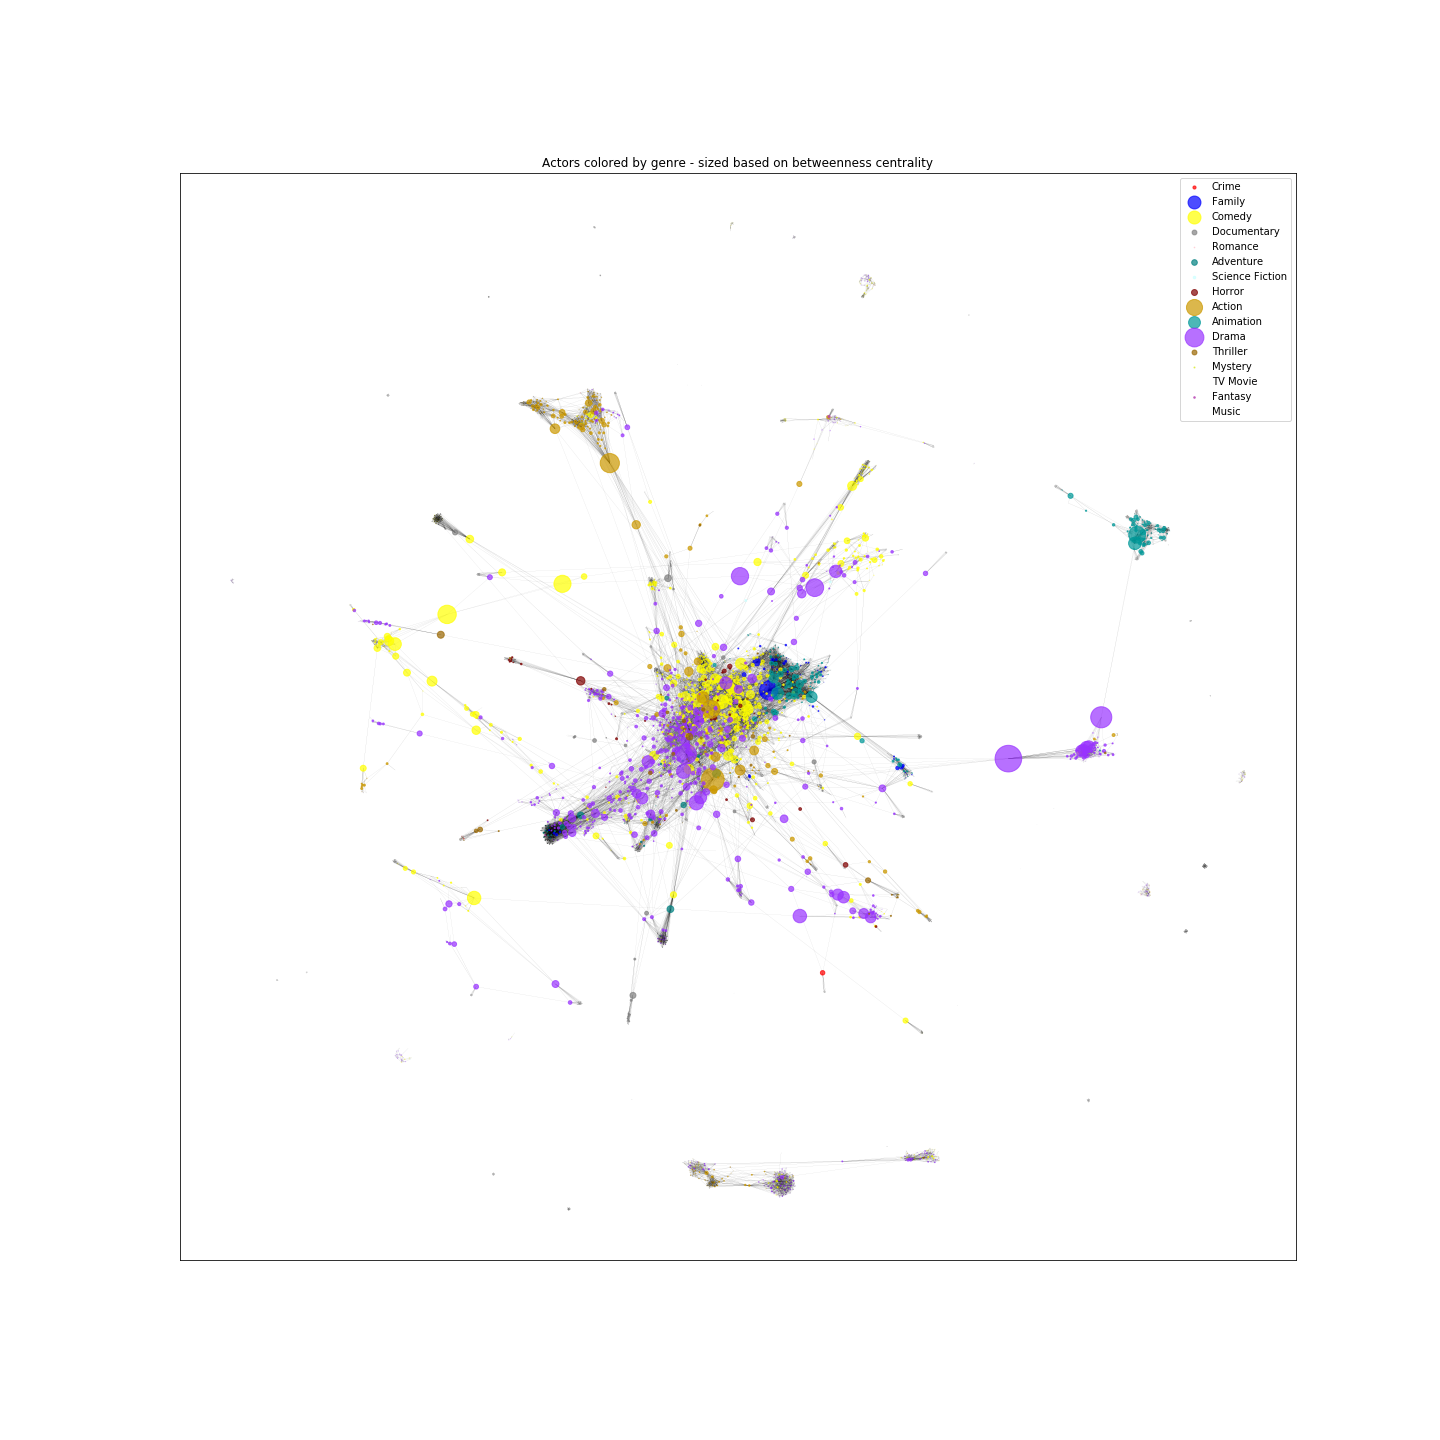 Actors colored by genre - sized based on betweenness centrality
Crime
Family
Comedy
Documentary
Romance
Adventure
Science Fiction
Horror
Action
Animation
Drama
Thriller
Mystery
TV Movie
Fantasy
Music